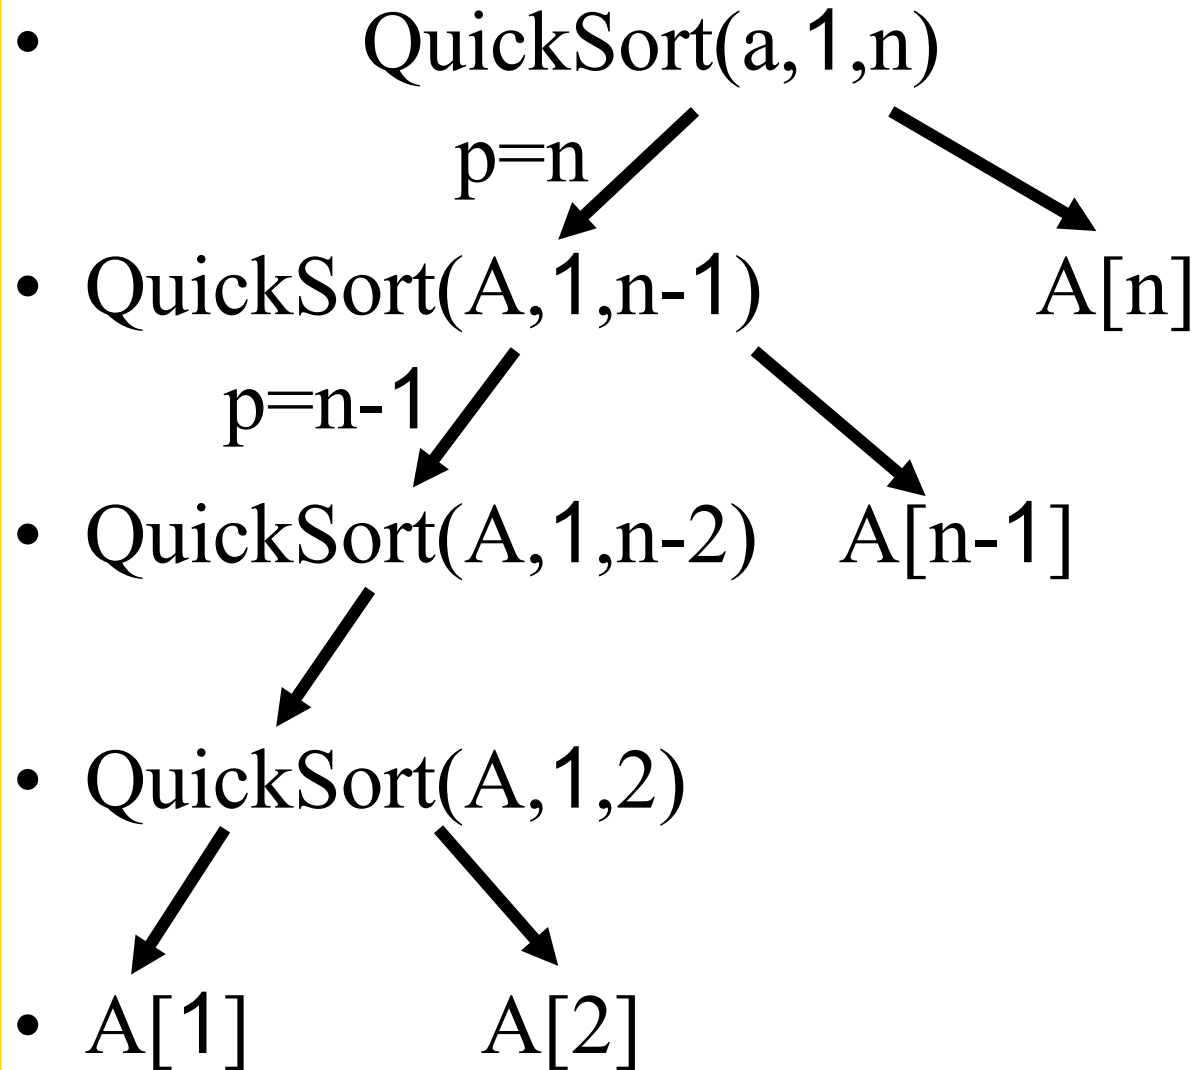 • QuickSort(a,1,n)
p=n
• QuickSort(A,1,n-1) A[n]
p=n-1
• QuickSort(A,1,n-2) A[n-1]
• QuickSort(A,1,2)
• A[1] A[2]